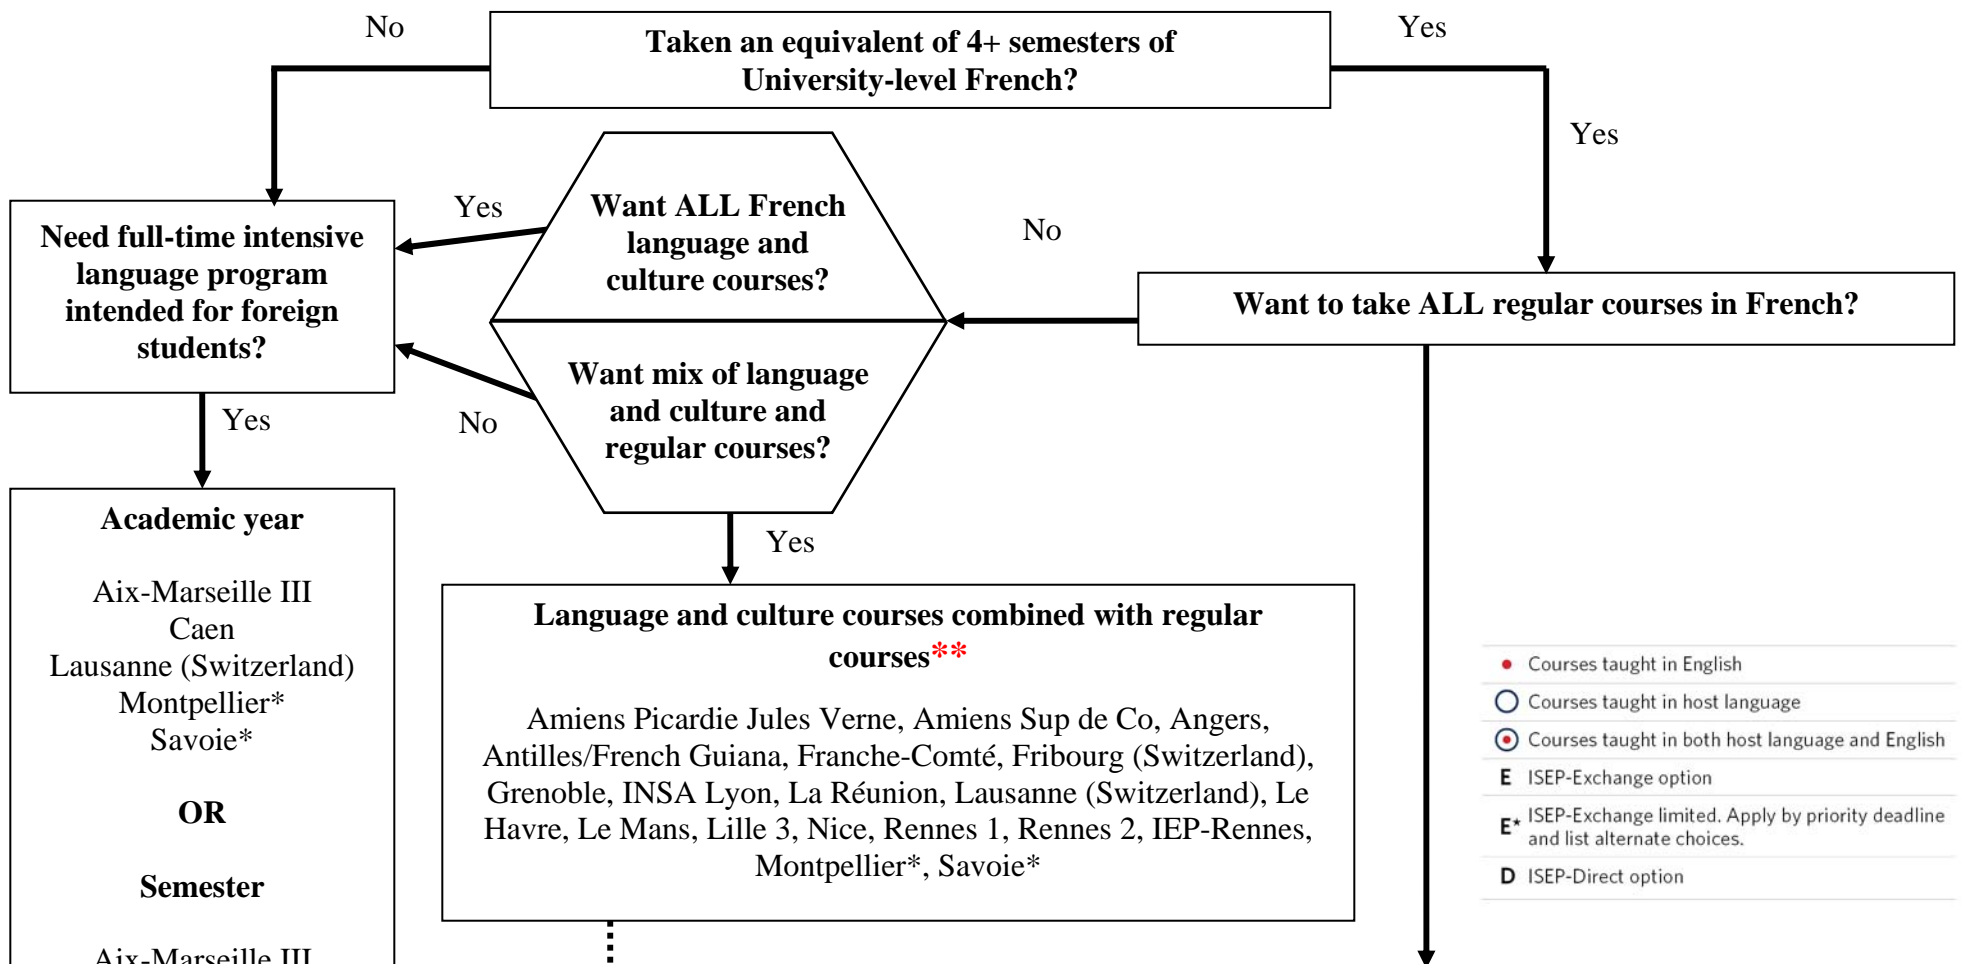 No
Taken an equivalent of 4+ semesters of
University-level French?
Yes
Yes
Want ALL French
language and
culture courses?
Yes
No
Need full-time intensive
language program
intended for foreign
students?
Want to take ALL regular courses in French?
Want mix of language
and culture and
regular courses?
Yes
No
Academic year
Aix-Marseille III
Caen
Lausanne (Switzerland)
Montpellier*
Savoie*
OR
Semester
Aix-Marseille III
Yes
Language and culture courses combined with regular
courses**
Amiens Picardie Jules Verne, Amiens Sup de Co, Angers,
Antilles/French Guiana, Franche-Comté, Fribourg (Switzerland),
Grenoble, INSA Lyon, La Réunion, Lausanne (Switzerland), Le
Havre, Le Mans, Lille 3, Nice, Rennes 1, Rennes 2, IEP-Rennes,
Montpellier*, Savoie*
Courses taught in English
Courses taught in host language
Courses taught in both host language and English
E ISEP-Exchange option
E* ISEP-Exchange limited. Apply by priority deadline
and list alternate choices.
D ISEP-Direct option